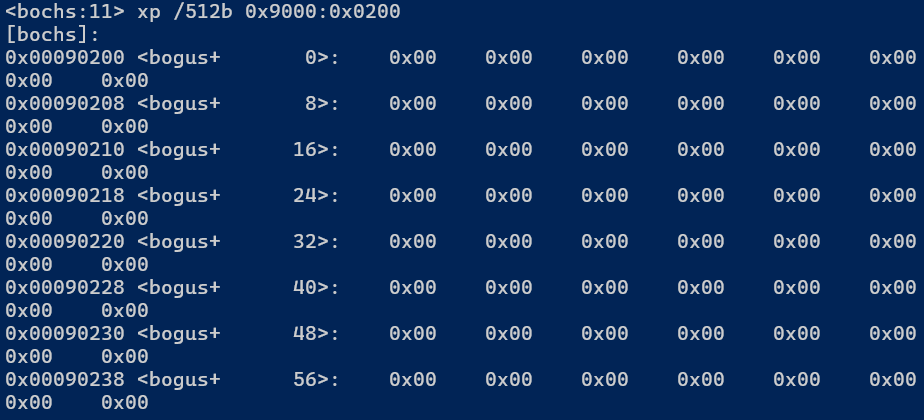 <bochs:11> xp /512b 0x9000:0x0200
[bochs]:
0x00090200 <bogus+       0>:    0x00    0x00    0x00    0x00    0x00    0x00
0x00    0x00
0x00090208 <bogus+       8>:    0x00    0x00    0x00    0x00    0x00    0x00
0x00    0x00
0x00090210 <bogus+      16>:    0x00    0x00    0x00    0x00    0x00    0x00
0x00    0x00
0x00090218 <bogus+      24>:    0x00    0x00    0x00    0x00    0x00    0x00
0x00    0x00
0x00090220 <bogus+      32>:    0x00    0x00    0x00    0x00    0x00    0x00
0x00    0x00
0x00090228 <bogus+      40>:    0x00    0x00    0x00    0x00    0x00    0x00
0x00    0x00
0x00090230 <bogus+      48>:    0x00    0x00    0x00    0x00    0x00    0x00
0x00    0x00
0x00090238 <bogus+      56>:    0x00    0x00    0x00    0x00    0x00    0x00
0x00    0x00